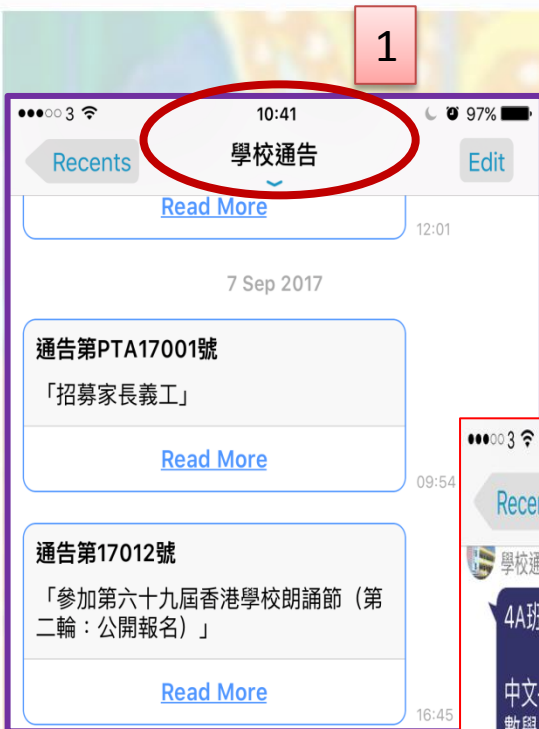 1
3 10:41 97%
Recents 學校通告 Edit
Read More
12:01
7 Sep 2017
通告第PTA17001號
「招募家長義工」
Read More
09:54
通告第17012號
「參加第六十九屆香港學校朗誦節（第
二輪：公開報名）」
Read More
16:45
3
Recen
學校通
4A班
中文